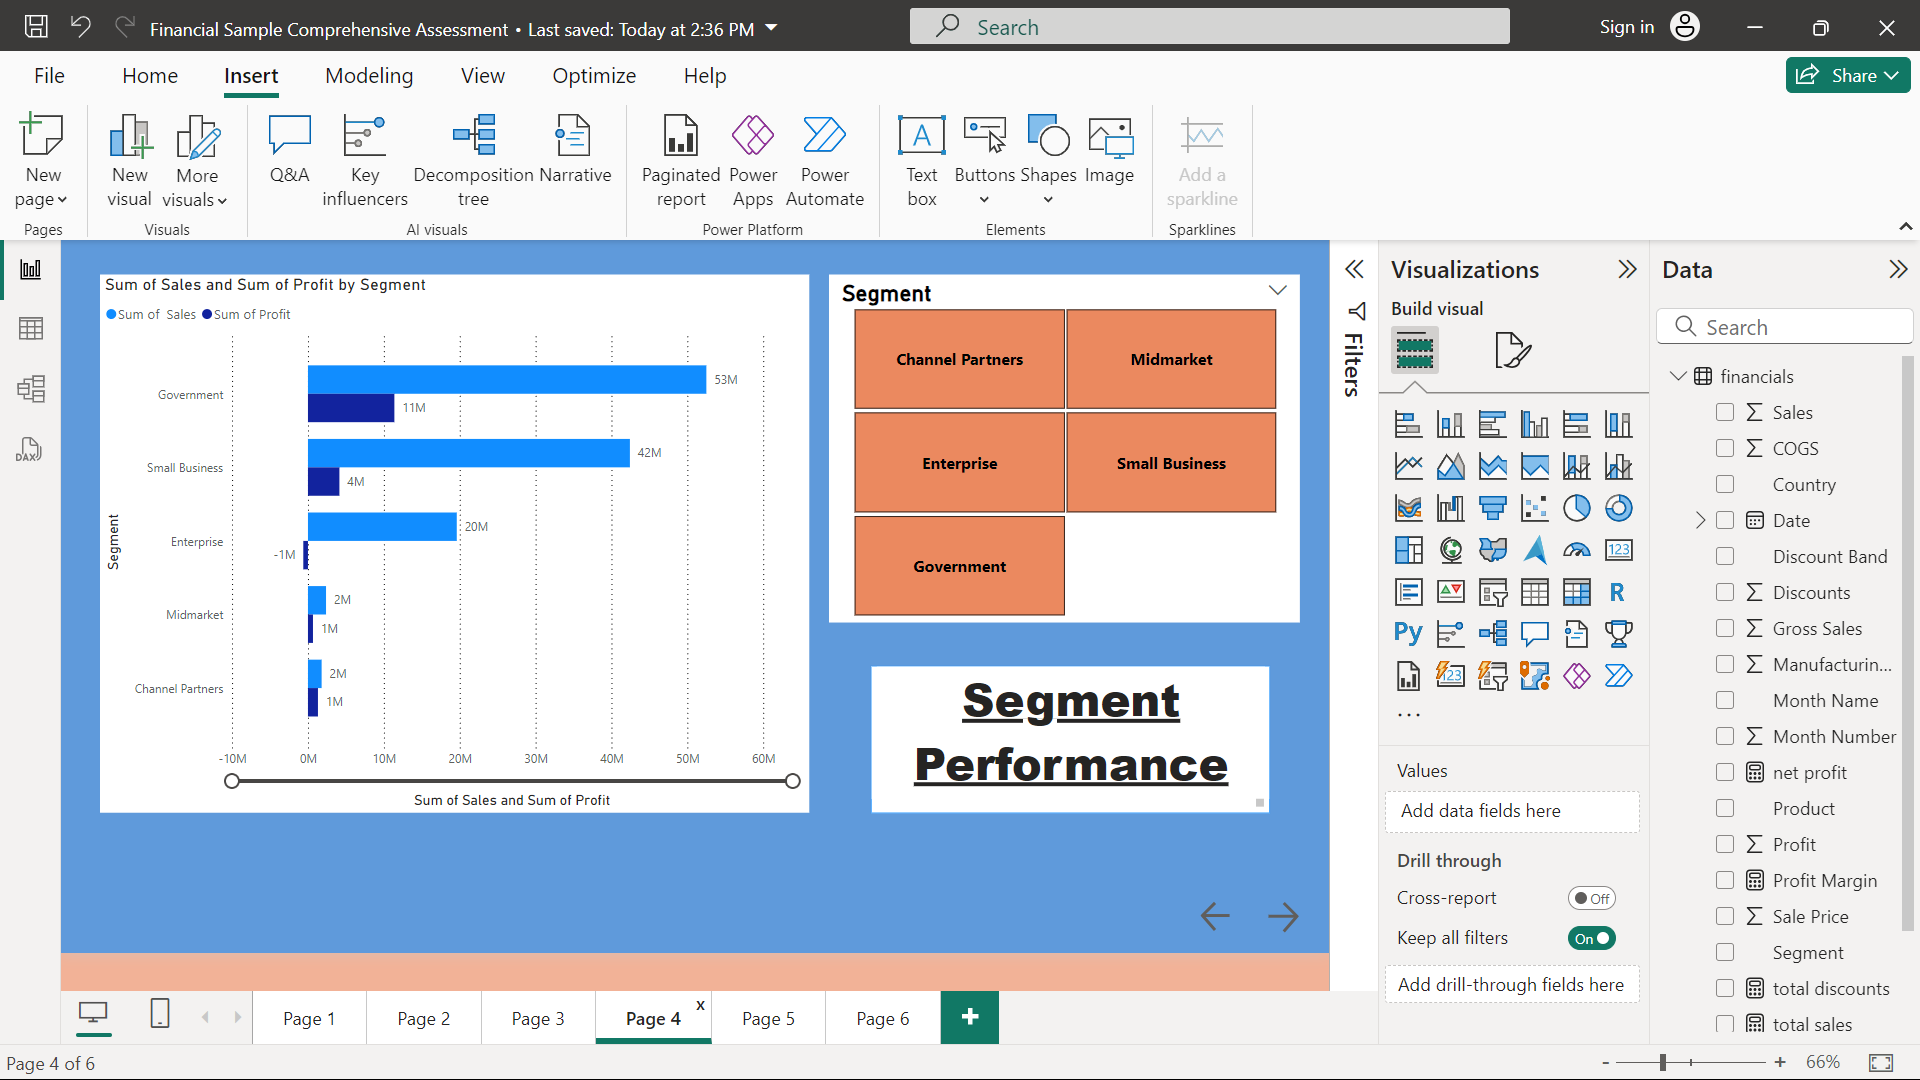 Financial Sample Comprehensive Assessment • Last saved: Today at 2:36 PM
Search
Sign in
File
Home
Insert
Modeling
View
Optimize
Help
Share
New page
New visual
More visuals
Q&A
Key influencers
Decomposition tree
Narrative
Paginated report
Power Apps
Power Automate
Text box
Buttons
Shapes
Image
Add a sparkline
Pages
Visuals
AI visuals
Power Platform
Elements
Sparklines
DAX
Sum of Sales and Sum of Profit by Segment
Sum of Sales
Sum of Profit
Segment
Government
53M
11M
Small Business
42M
4M
Enterprise
20M
-1M
Midmarket
2M
1M
Channel Partners
2M
1M
-10M 0M 10M 20M 30M 40M 50M 60M
Sum of Sales and Sum of Profit
Segment
Channel Partners
Midmarket
Enterprise
Small Business
Government
Segment
Performance
Filters
Visualizations
Build visual
123
R
Py
123
...
Values
Add data fields here
Drill through
Cross-report
Off
Keep all filters
On
Add drill-through fields here
Data
Search
financials
Sales
COGS
Country
Date
Discount Band
Discounts
Gross Sales
Manufacturin...
Month Name
Month Number
net profit
Product
Profit
Profit Margin
Sale Price
Segment
total discounts
total sales
Page 1
Page 2
Page 3
Page 4
x
Page 5
Page 6
+
Page 4 of 6
- + 66%